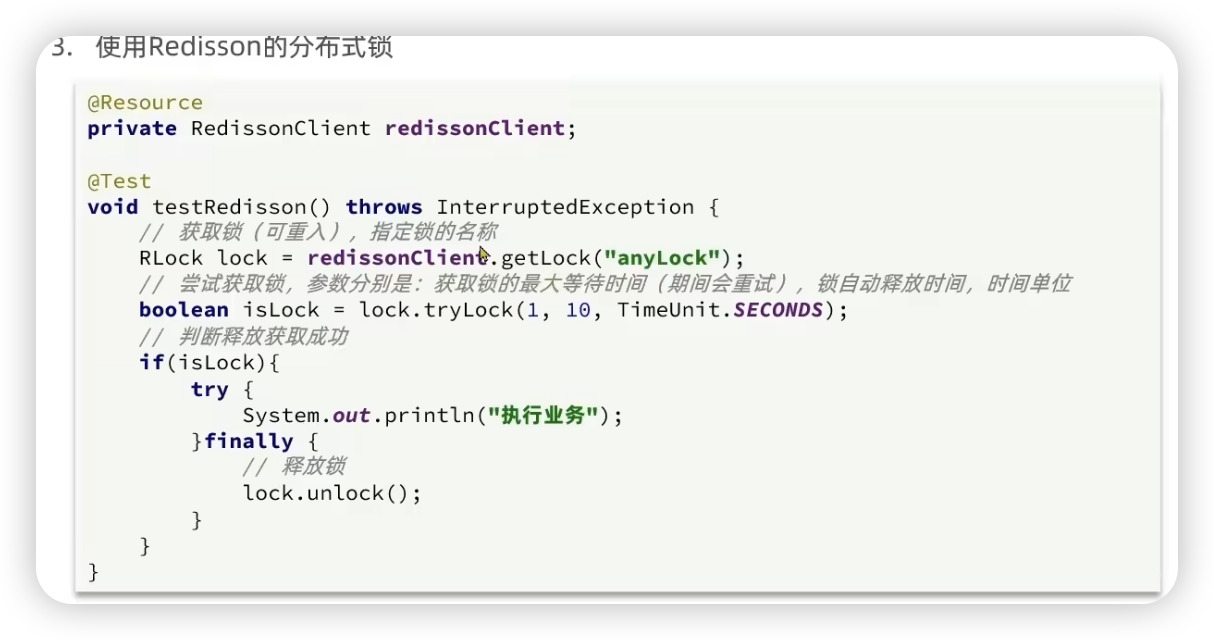 3. 使用Redisson的分布式锁
@Resource
private RedissonClient redissonClient;
@Test
void testRedisson() throws InterruptedException {
// 获取锁（可重入），指定锁的名称
RLock lock = redissonClient.getLock("anyLock");
// 尝试获取锁，参数分别是：获取锁的最大等待时间（期间会重试），锁自动释放时间，时间单位
boolean isLock = lock.tryLock(1, 10, TimeUnit.SECONDS);
// 判断释放获取成功
if(isLock){
try {
System.out.println("执行业务");
}finally {
// 释放锁
lock.unlock();
}
}
}